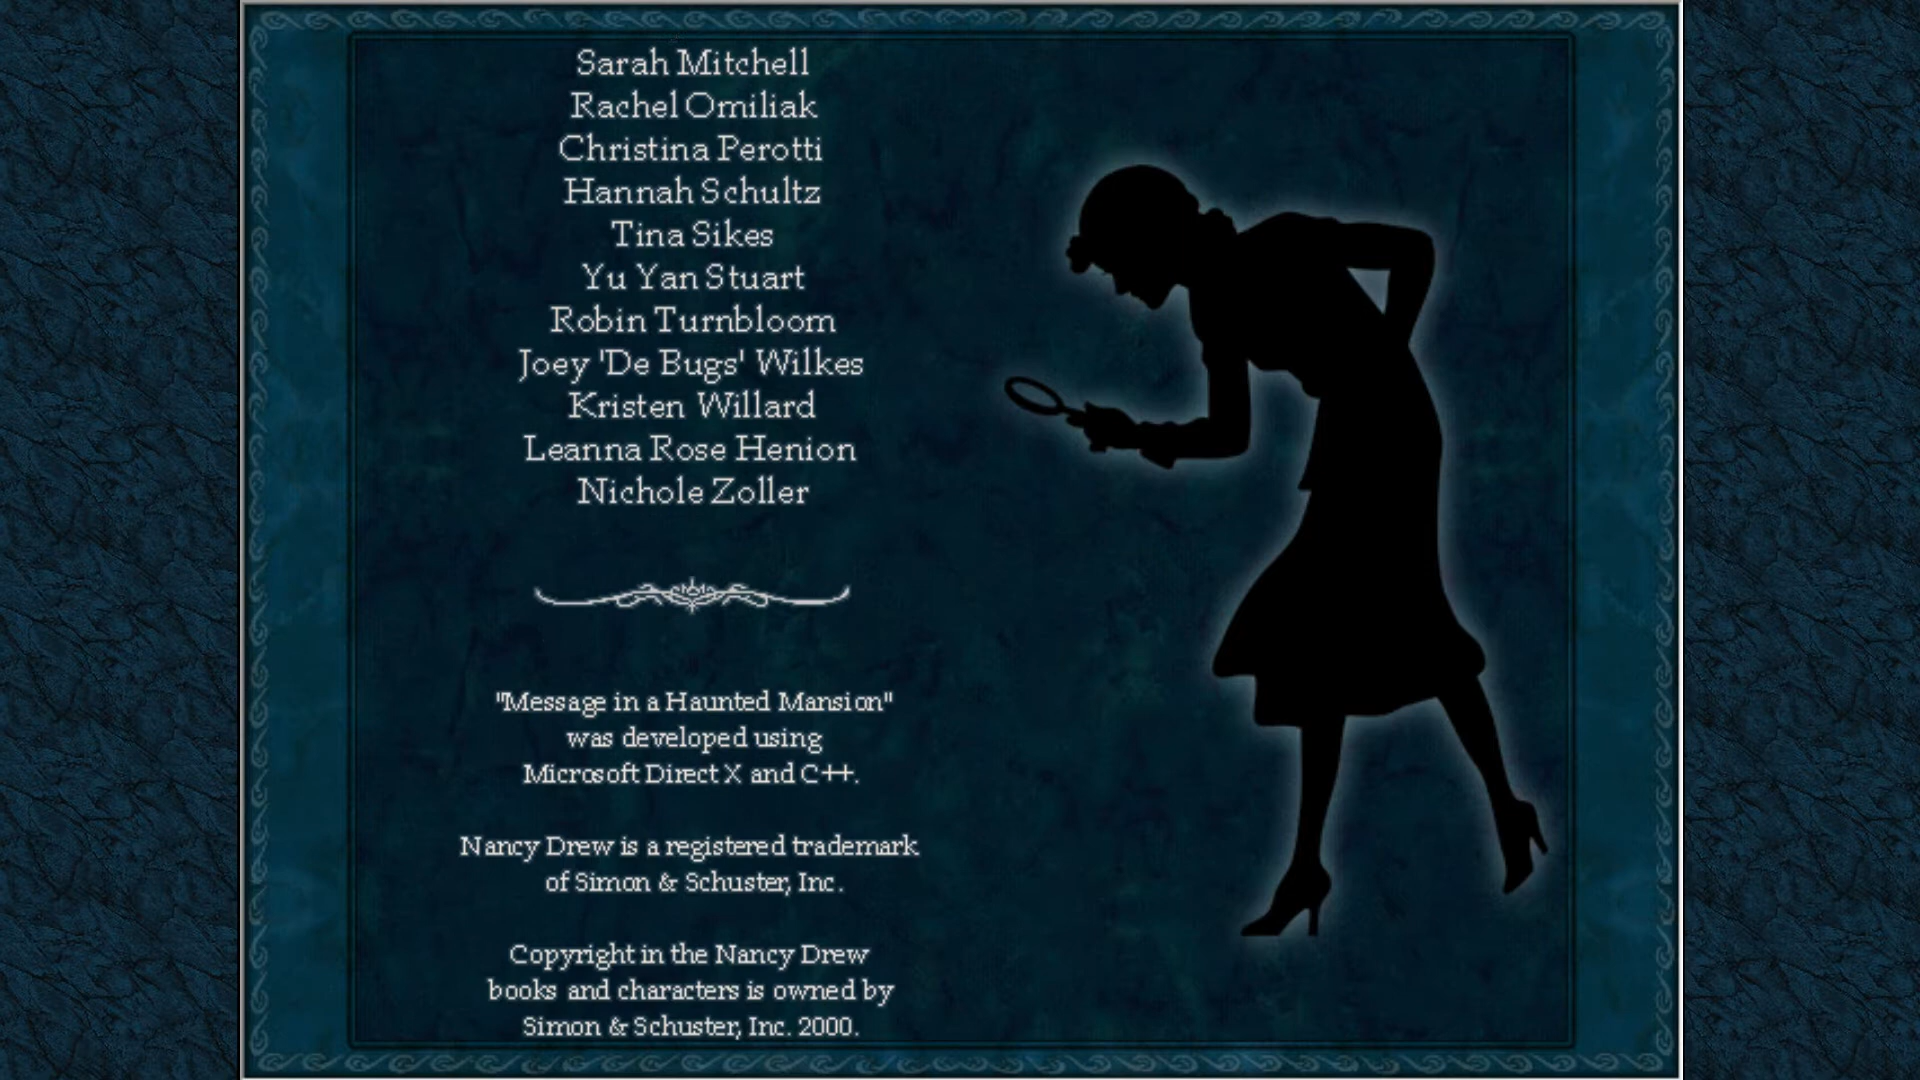 Sarah Mitchell
Rachel Omiliak
Christina Perotti
Hannah Schultz
Tina Sikes
Yu Yan Stuart
Robin Turnbloom
Joey 'De Bugs' Wilkes
Kristen Willard
Leanna Rose Henion
Nichole Zoller
"Message in a Haunted Mansion"
was developed using
Microsoft Direct X and C++.
Nancy Drew is a registered trademark
of Simon & Schuster, Inc.
Copyright in the Nancy Drew
books and characters is owned by
Simon & Schuster, Inc. 2000.